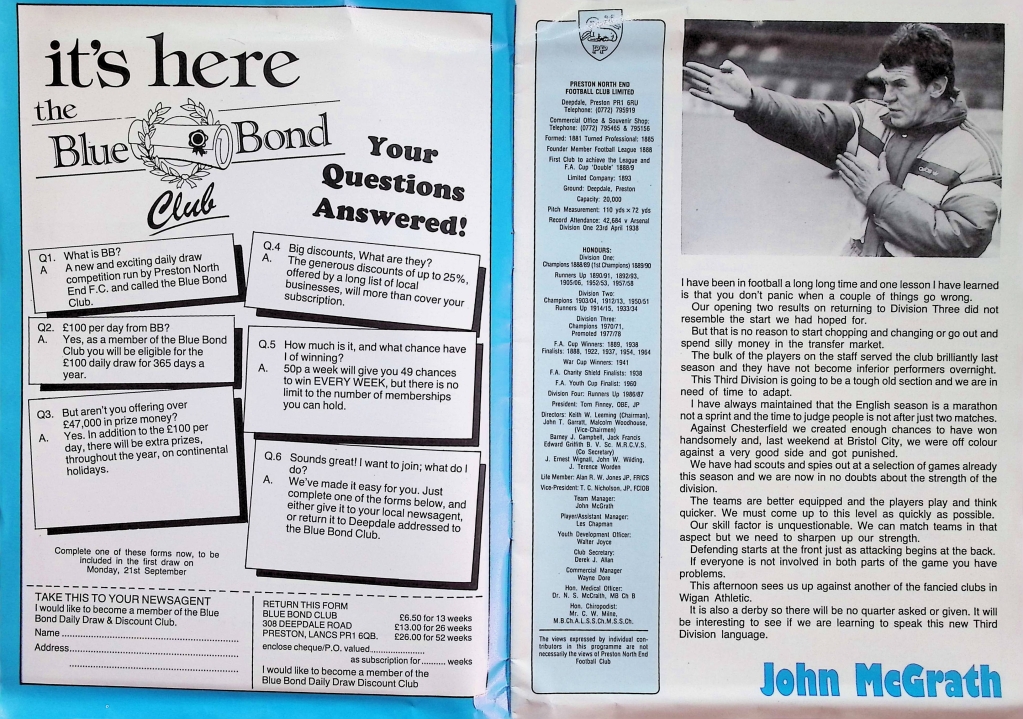 it's here
the
Blue Bond
Club
Your
Questions
Answered!
Q1. What is BB?
A A new and exciting daily draw
competition run by Preston North
End F.C. and called the Blue Bond
Club.
Q2. £100 per day from BB?
A. Yes, as a member of the Blue Bond
Club you will be eligible for the
£100 daily draw for 365 days a
year.
Q3. But aren't you offering over
£47,000 in prize money?
A. Yes. In addition to the £100 per
day, there will be extra prizes,
throughout the year, on continental
holidays.
Q.4 Big discounts, What are they?
A. The generous discounts of up to 25%,
offered by a long list of local
businesses, will more than cover your
subscription.
Q.5 How much is it, and what chance have
I of winning?
A. 50p a week will give you 49 chances
to win EVERY WEEK, but there is no
limit to the number of memberships
you can hold.
Q.6 Sounds great! I want to join; what do I
do?
A. We've made it easy for you. Just
complete one of the forms below, and
either give it to your local newsagent,
or return it to Deepdale addressed to
the Blue Bond Club.
Complete one of these forms now, to be
included in the first draw on
Monday, 21st September
TAKE THIS TO YOUR NEWSAGENT
I would like to become a member of the Blue
Bond Daily Draw & Discount Club.
Name
Address
RETURN THIS FORM
BLUE BOND CLUB £6.50 for 13 weeks
308 DEEPDALE ROAD £13.00 for 26 weeks
PRESTON, LANCS PR1 6QB. £26.00 for 52 weeks
enclose cheque/P.O. valued
as subscription for .......... weeks
I would like to become a member of the
Blue Bond Daily Draw Discount Club
PP
PRESTON NORTH END
FOOTBALL CLUB LIMITED
Deepdale, Preston PR1 6RU
Telephone: (0772) 795919
Commercial Office & Souvenir Shop:
Telephone: (0772) 795465 & 795156
Formed: 1881 Turned Professional: 1885
Founder Member Football League 1888
First Club to achieve the League and
F.A. Cup 'Double' 1888/9
Limited Company: 1893
Ground: Deepdale, Preston
Capacity: 20,000
Pitch Measurement: 110 yds × 72 yds
Record Attendance: 42,684 v Arsenal
Division One 23rd April 1938
HONOURS:
Division One:
Champions 1888/89 (1st Champions) 1889/90
Runners Up 1890/91, 1892/93,
1905/06, 1952/53, 1957/58
Division Two:
Champions 1903/04, 1912/13, 1950/51
Runners Up 1914/15, 1933/34
Division Three:
Champions 1970/71,
Promoted 1977/78
F.A. Cup Winners: 1889, 1938
Finalists: 1888, 1922, 1937, 1954, 1964
War Cup Winners: 1941
F.A. Charity Shield Finalists: 1938
F.A. Youth Cup Finalist: 1960
Division Four: Runners Up 1986/87
President: Tom Finney, OBE, JP
Directors: Keith W. Leeming (Chairman),
John T. Garratt, Malcolm Woodhouse,
(Vice-Chairmen)
Barney J. Campbell, Jack Francis
Edward Griffith B. V. Sc. M.R.C.V.S.
(Co Secretary)
J. Ernest Wignall, John W. Wilding,
J. Terence Worden
Life Member: Alan R. W. Jones JP, FRICS
Vice-President: T. C. Nicholson, JP, FCIOB
Team Manager:
John McGrath
Player/Assistant Manager:
Les Chapman
Youth Development Officer:
Walter Joyce
Club Secretary:
Derek J. Allan
Commercial Manager
Wayne Dore
Hon. Medical Officer:
Dr. N. S. McGraith, MB Ch B
Hon. Chiropodist:
Mr. C. W. Milne,
M.B.Ch.A.L.S.S.Ch.M.S.S.Ch.
The views expressed by individual con-
tributors in this programme are not
necessarily the views of Preston North End
Football Club
adidas
I have been in football a long long time and one lesson I have learned
is that you don't panic when a couple of things go wrong.
Our opening two results on returning to Division Three did not
resemble the start we had hoped for.
But that is no reason to start chopping and changing or go out and
spend silly money in the transfer market.
The bulk of the players on the staff served the club brilliantly last
season and they have not become inferior performers overnight.
This Third Division is going to be a tough old section and we are in
need of time to adapt.
I have always maintained that the English season is a marathon
not a sprint and the time to judge people is not after just two matches.
Against Chesterfield we created enough chances to have won
handsomely and, last weekend at Bristol City, we were off colour
against a very good side and got punished.
We have had scouts and spies out at a selection of games already
this season and we are now in no doubts about the strength of the
division.
The teams are better equipped and the players play and think
quicker. We must come up to this level as quickly as possible.
Our skill factor is unquestionable. We can match teams in that
aspect but we need to sharpen up our strength.
Defending starts at the front just as attacking begins at the back.
If everyone is not involved in both parts of the game you have
problems.
This afternoon sees us up against another of the fancied clubs in
Wigan Athletic.
It is also a derby so there will be no quarter asked or given. It will
be interesting to see if we are learning to speak this new Third
Division language.
John McGrath